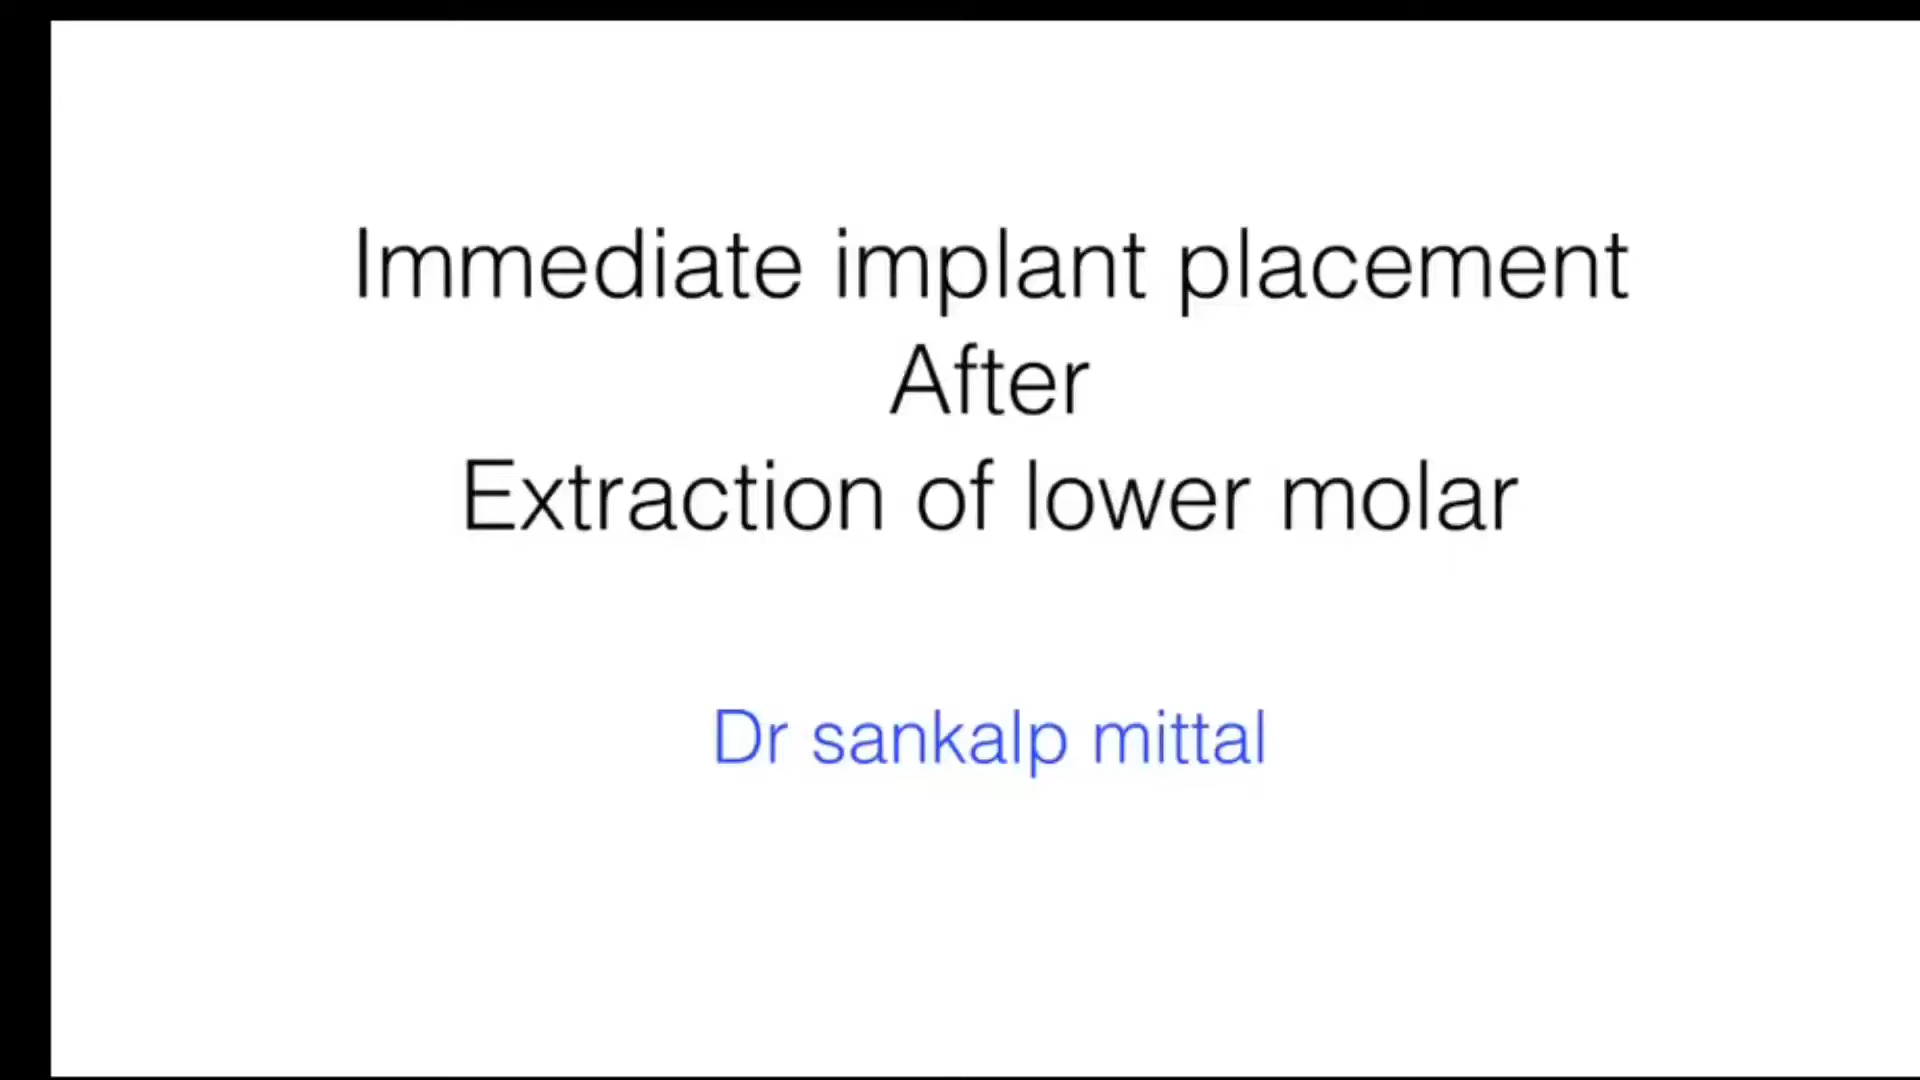 Immediate implant placement
After
Extraction of lower molar
Dr sankalp mittal